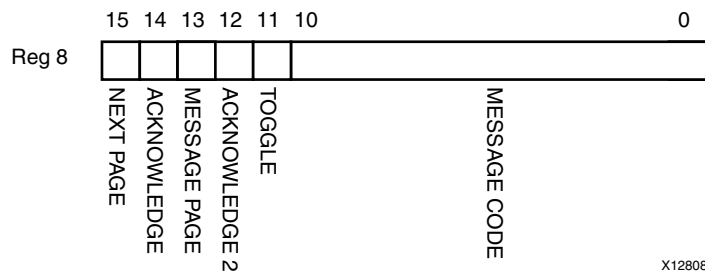 15 14 13 12 11 10 0
Reg 8
NEXT PAGE
ACKNOWLEDGE
MESSAGE PAGE
ACKNOWLEDGE 2
TOGGLE
MESSAGE CODE
X12808